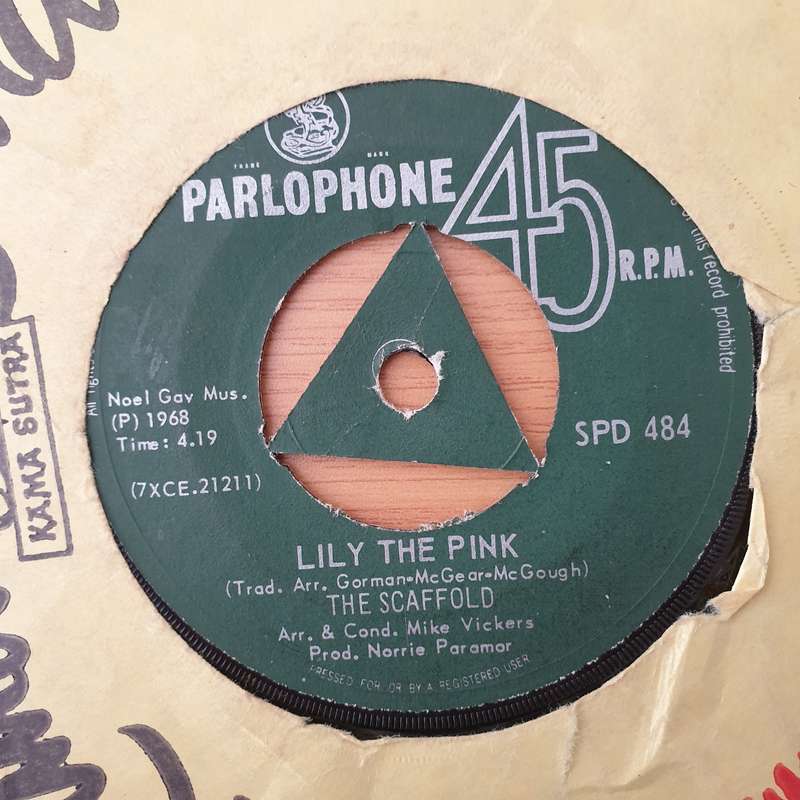 TRADE MARK
PARLOPHONE
45
R.P.M.
of this record prohibited
All
Noel Gay Mus.
(P) 1968
Time: 4.19
(7XCE.21211)
SPD 484
LILY THE PINK
(Trad. Arr. Gorman-McGear-McGough)
THE SCAFFOLD
Arr. & Cond. Mike Vickers
Prod. Norrie Paramor
PRESSED FOR OR BY A REGISTERED USER
KAMA SUTRA